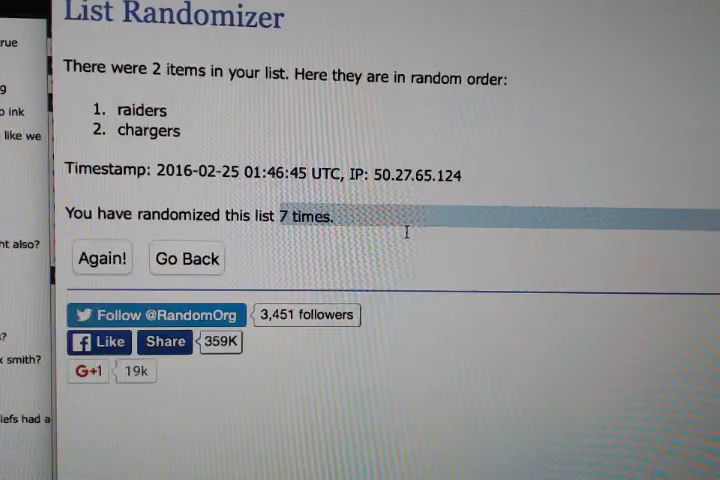 List Randomizer
rue
There were 2 items in your list. Here they are in random order:
g
o ink
1. raiders
like we
2. chargers
Timestamp: 2016-02-25 01:46:45 UTC, IP: 50.27.65.124
You have randomized this list 7 times.
ht also?
Again! Go Back
Follow @RandomOrg 3,451 followers
s?
Like Share 359K
k smith?
G+1 19k
iefs had a